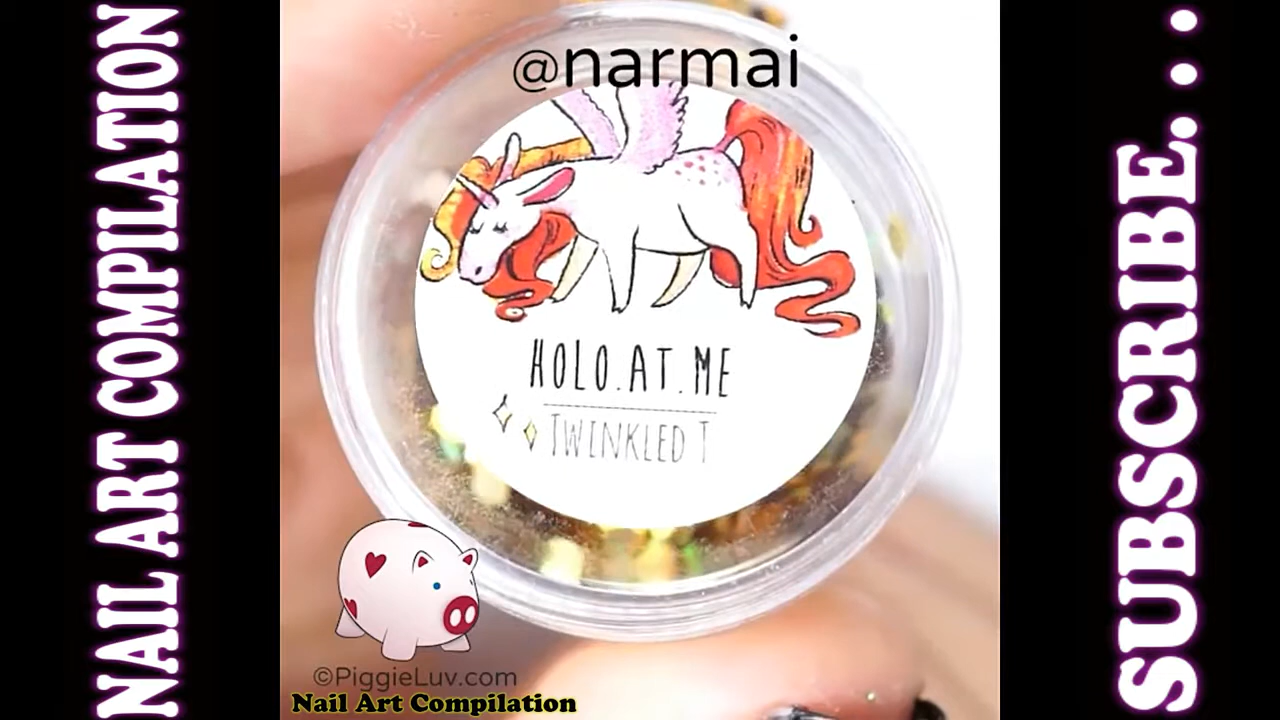 NAIL ART COMPILATION
@narmai
HOLO.AT.ME
TWINKLED T
©PiggieLuv.com
Nail Art Compilation
SUBSCRIBE...